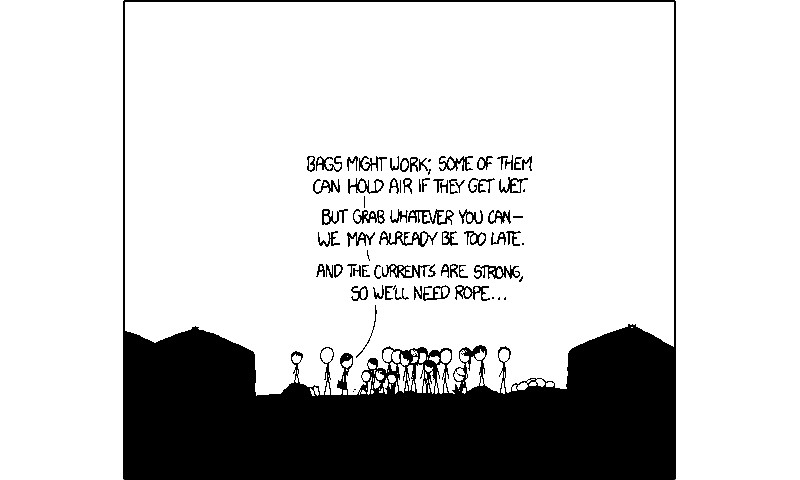 BAGS MIGHT WORK; SOME OF THEM
CAN HOLD AIR IF THEY GET WET.
BUT GRAB WHATEVER YOU CAN—
WE MAY ALREADY BE TOO LATE.
AND THE CURRENTS ARE STRONG,
SO WE'LL NEED ROPE...